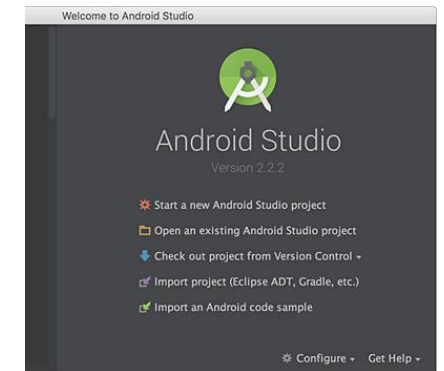 Welcome to Android Studio
Android Studio
Version 2.2.2
Start a new Android Studio project
Open an existing Android Studio project
Check out project from Version Control
Import project (Eclipse ADT, Gradle, etc.)
Import an Android code sample
Configure Get Help